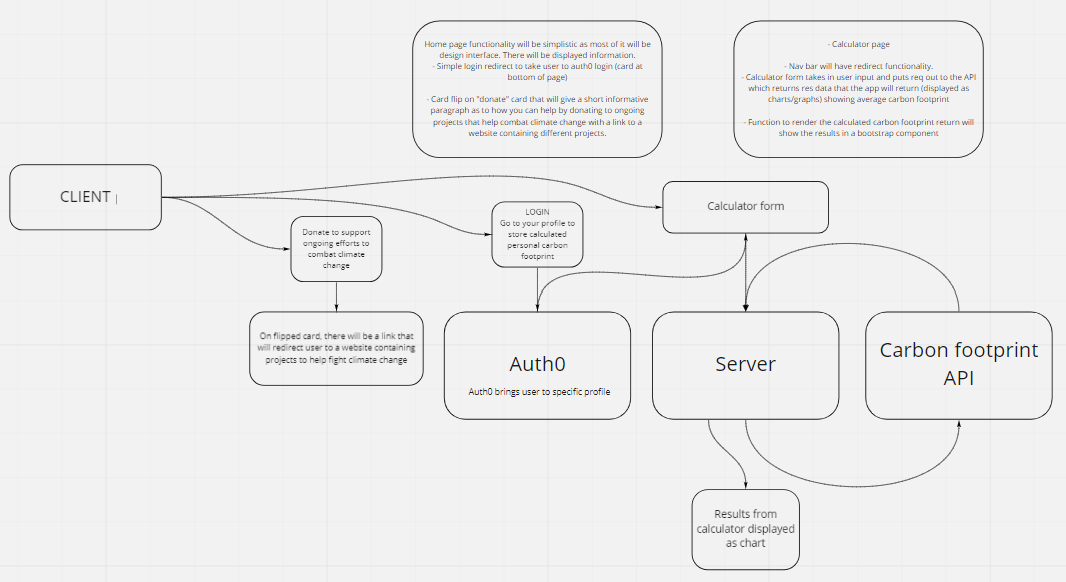 Home page functionality will be simplistic as most of it will be
design interface. There will be displayed information.
- Simple login redirect to take user to auth0 login (card at
bottom of page)
- Card flip on "donate" card that will give a short informative
paragraph as to how you can help by donating to ongoing
projects that help combat climate change with a link to a
website containing different projects.
- Calculator page
- Nav bar will have redirect functionality.
- Calculator form takes in user input and puts req out to the API
which returns res data that the app will return (displayed as
charts/graphs) showing average carbon footprint
- Function to render the calculated carbon footprint return will
show the results in a bootstrap component
CLIENT |
Calculator form
LOGIN
Go to your profile to
store calculated
personal carbon
footprint
Donate to support
ongoing efforts to
combat climate
change
On flipped card, there will be a link that
will redirect user to a website containing
projects to help fight climate change
Auth0
Auth0 brings user to specific profile
Server
Carbon footprint
API
Results from
calculator displayed
as chart